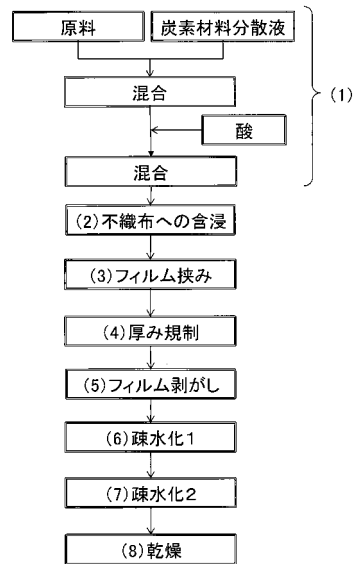 原料
炭素材料分散液
混合
酸
混合
(1)
(2)不織布への含浸
(3)フィルム挟み
(4)厚み規制
(5)フィルム剥がし
(6)疎水化1
(7)疎水化2
(8)乾燥